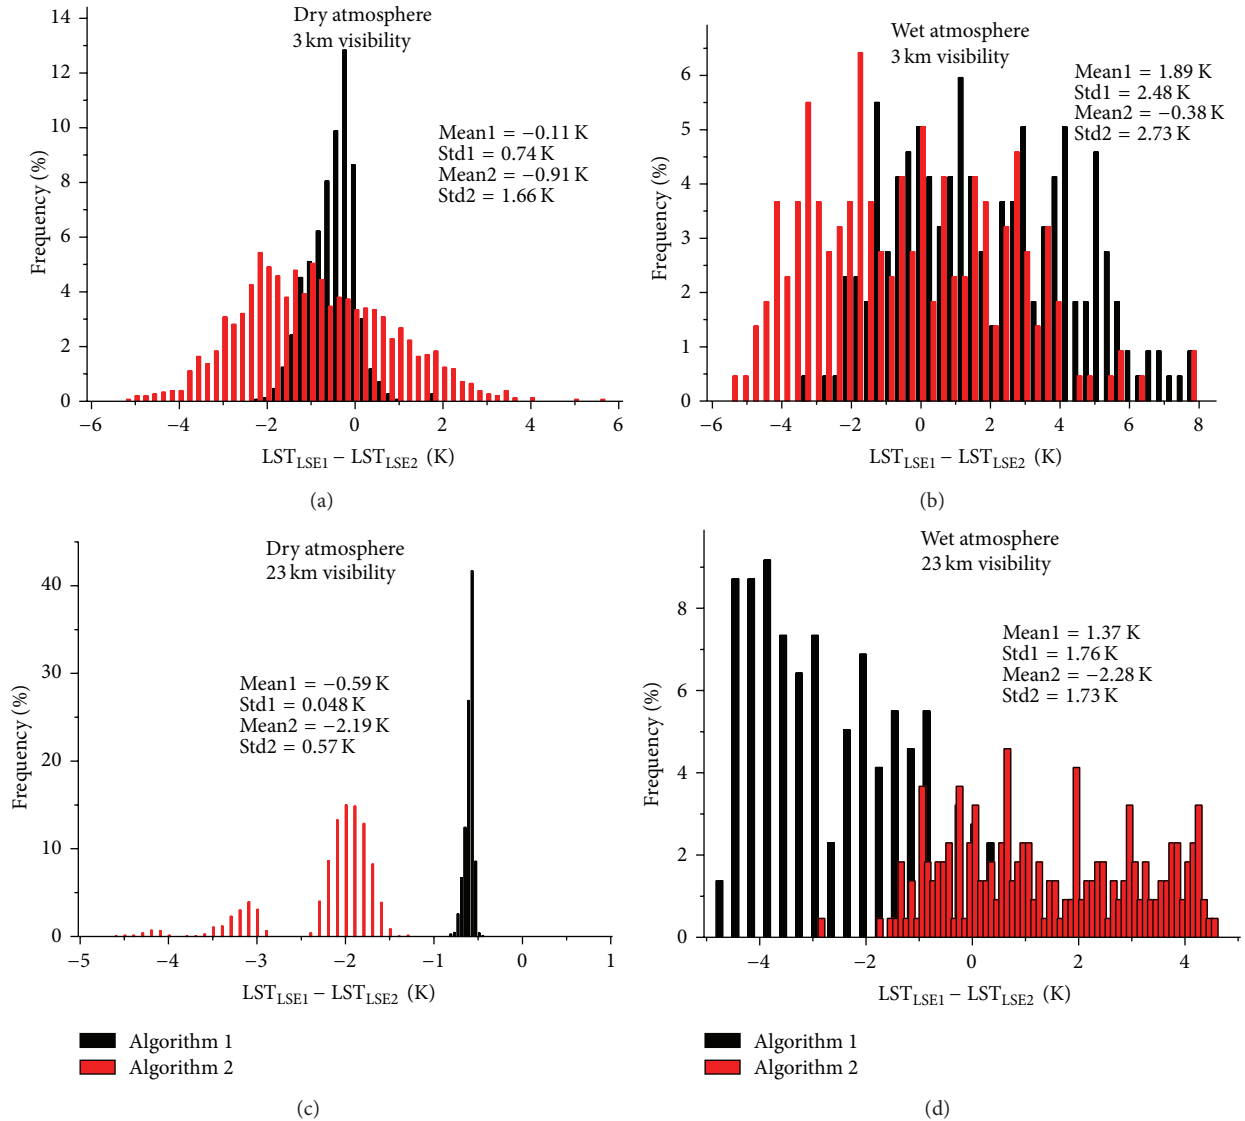 Dry atmosphere
3 km visibility
14
12
10
8
6
4
2
0
Frequency (%)
Mean1 = −0.11 K
Std1 = 0.74 K
Mean2 = −0.91 K
Std2 = 1.66 K
−6 −4 −2 0 2 4 6
LST_LSE1 − LST_LSE2 (K)
(a)
Wet atmosphere
3 km visibility
6
5
4
3
2
1
0
Frequency (%)
Mean1 = 1.89 K
Std1 = 2.48 K
Mean2 = −0.38 K
Std2 = 2.73 K
−6 −4 −2 0 2 4 6 8
LST_LSE1 − LST_LSE2 (K)
(b)
Dry atmosphere
23 km visibility
40
30
20
10
0
Frequency (%)
Mean1 = −0.59 K
Std1 = 0.048 K
Mean2 = −2.19 K
Std2 = 0.57 K
−5 −4 −3 −2 −1 0 1
LST_LSE1 − LST_LSE2 (K)
Algorithm 1
Algorithm 2
(c)
Wet atmosphere
23 km visibility
8
6
4
2
0
Frequency (%)
Mean1 = 1.37 K
Std1 = 1.76 K
Mean2 = −2.28 K
Std2 = 1.73 K
−4 −2 0 2 4
LST_LSE1 − LST_LSE2 (K)
Algorithm 1
Algorithm 2
(d)